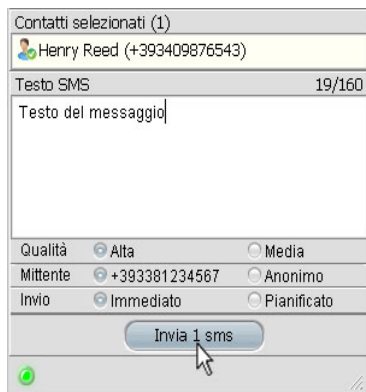 Contatti selezionati (1)
Henry Reed (+393409876543)
Testo SMS 19/160
Testo del messaggio
Qualità Alta Media
Mittente +393381234567 Anonimo
Invio Immediato Pianificato
Invia 1 sms